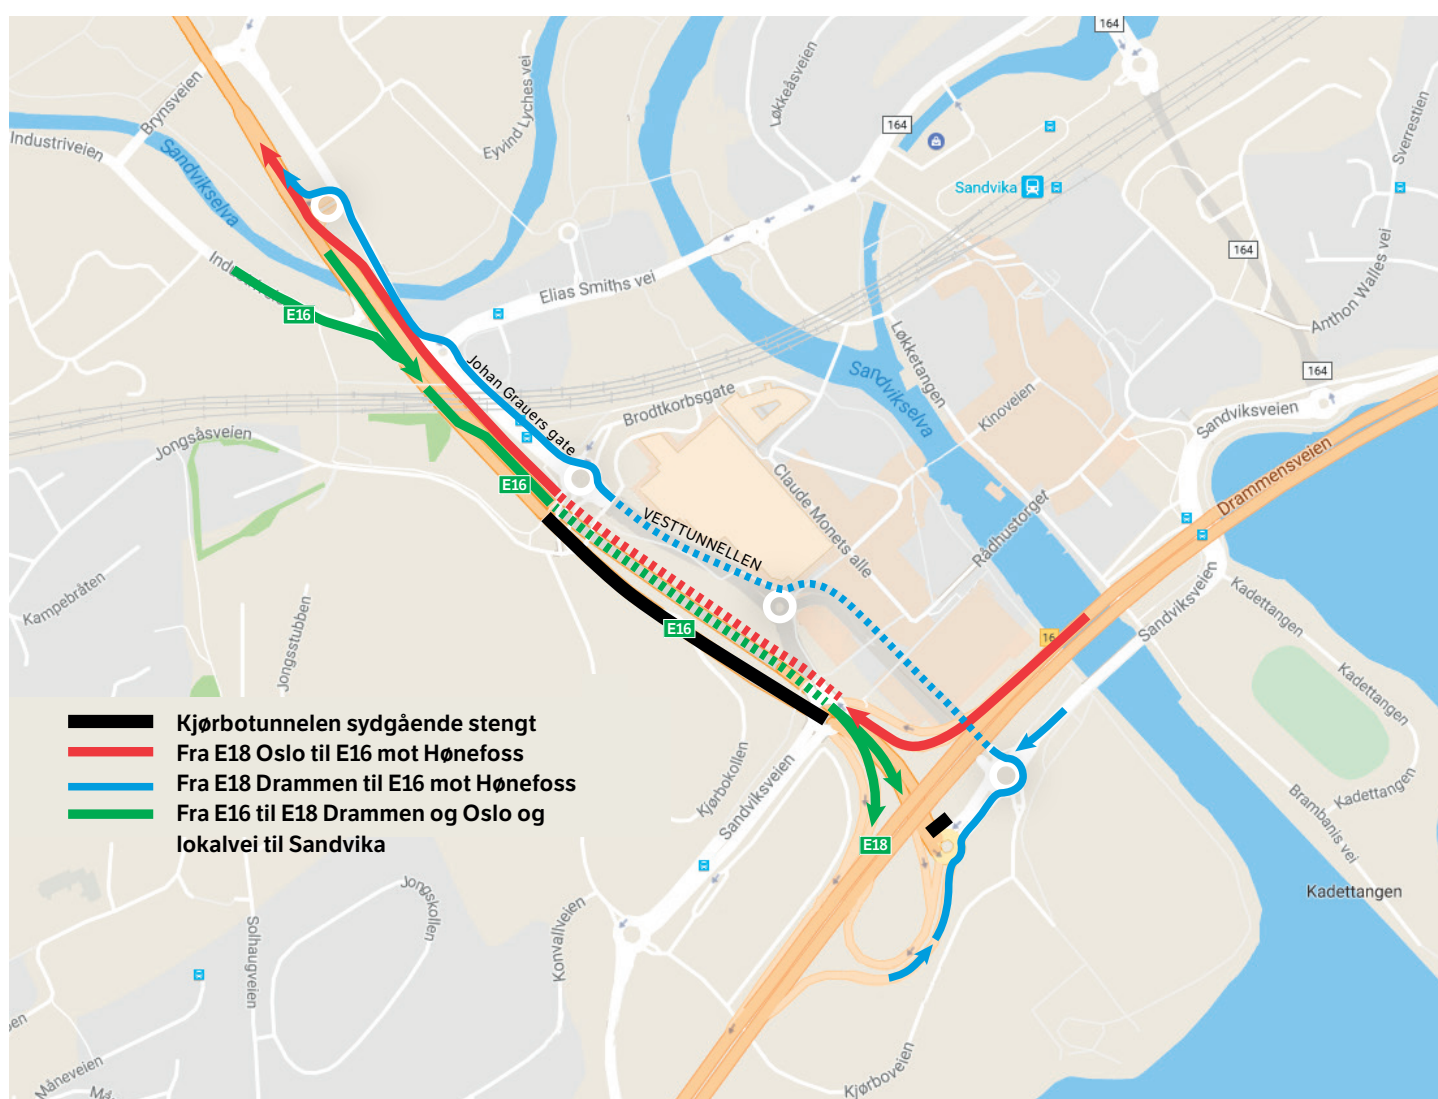 164
Brynsveien
Industriveien
Sandvikselva
Eyvind Lyches vei
Løkkeåsveien
164
Sandvika
Sverrestien
164
Anthon Walles vei
E16
Elias Smiths vei
Løkketangen
164
Johan Grauers gate
Brodtkorbsgate
Sandvikselva
Kinoveien
Sandviksveien
Jongsåsveien
Drammensveien
E16
VESTTUNNELLEN
Claude Monets alle
Rådhustorget
Kampebråten
Jongsstubben
E16
16
Sandviksveien
Kadettangen
Kadettangen
Kjørbotunnelen sydgående stengt
Fra E18 Oslo til E16 mot Hønefoss
Fra E18 Drammen til E16 mot Hønefoss
Fra E16 til E18 Drammen og Oslo og
lokalvei til Sandvika
Kjørbokollen
Sandviksveien
E18
Kadettangen
Brambanis vei
Kadettangen
Jongskollen
Solhaugveien
Konvallveien
Kjørboveien
Måneveien